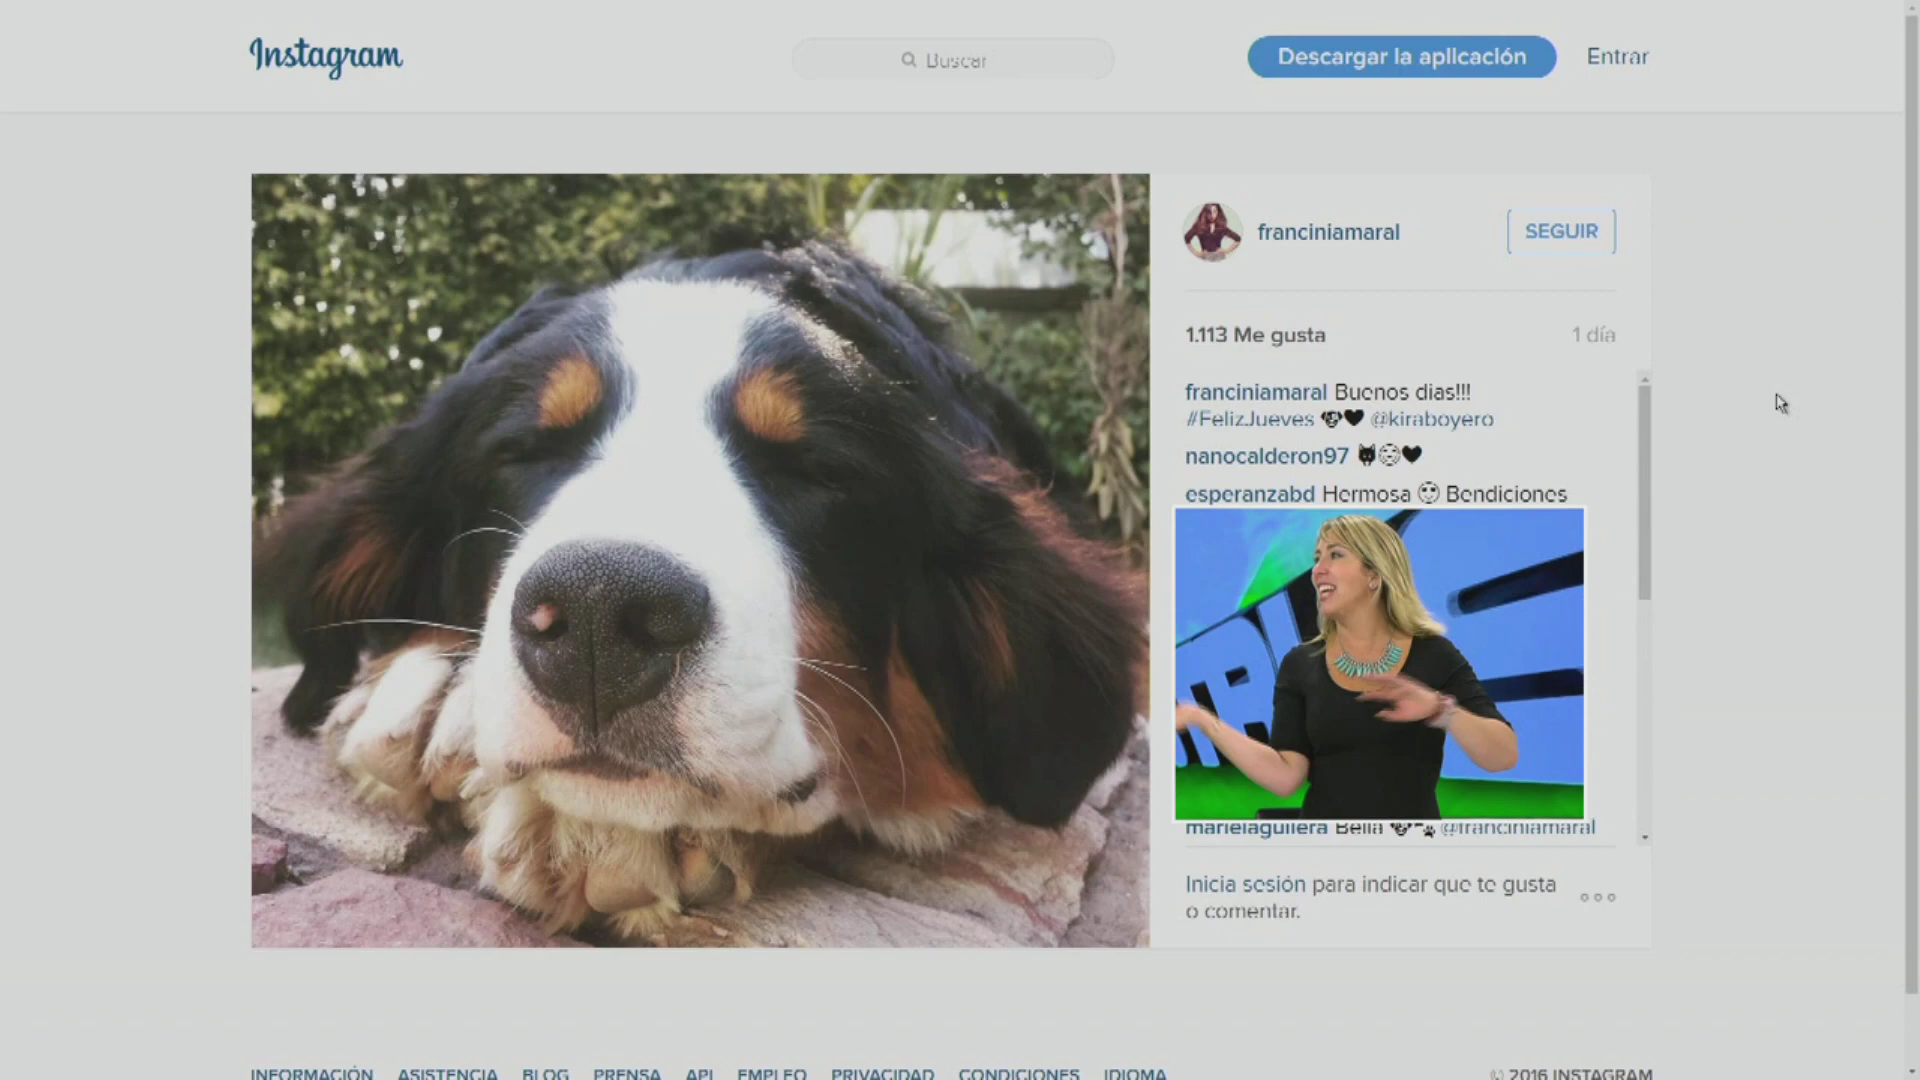 Instagram
Buscar
Descargar la aplicación
Entrar
franciniamaral
SEGUIR
1.113 Me gusta
1 día
franciniamaral Buenos dias!!!
#FelizJueves 🐶🖤 @kiraboyero
nanocalderon97
esperanzabd Hermosa Bendiciones
marielaguilera Bella 🐶🐾 @franciniamaral
Inicia sesión para indicar que te gusta
o comentar.
INFORMACIÓN ASISTENCIA BLOG PRENSA API EMPLEO PRIVACIDAD CONDICIONES IDIOMA
© 2016 INSTAGRAM